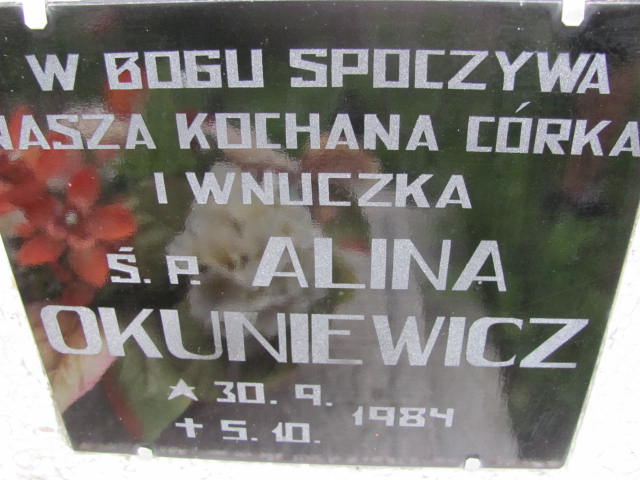 W BOGU SPOCZYWA
NASZA KOCHANA CÓRKA
I WNUCZKA
Ś.P. ALINA
OKUNIEWICZ
★ 30. 9. 1984
✝ 5. 10.